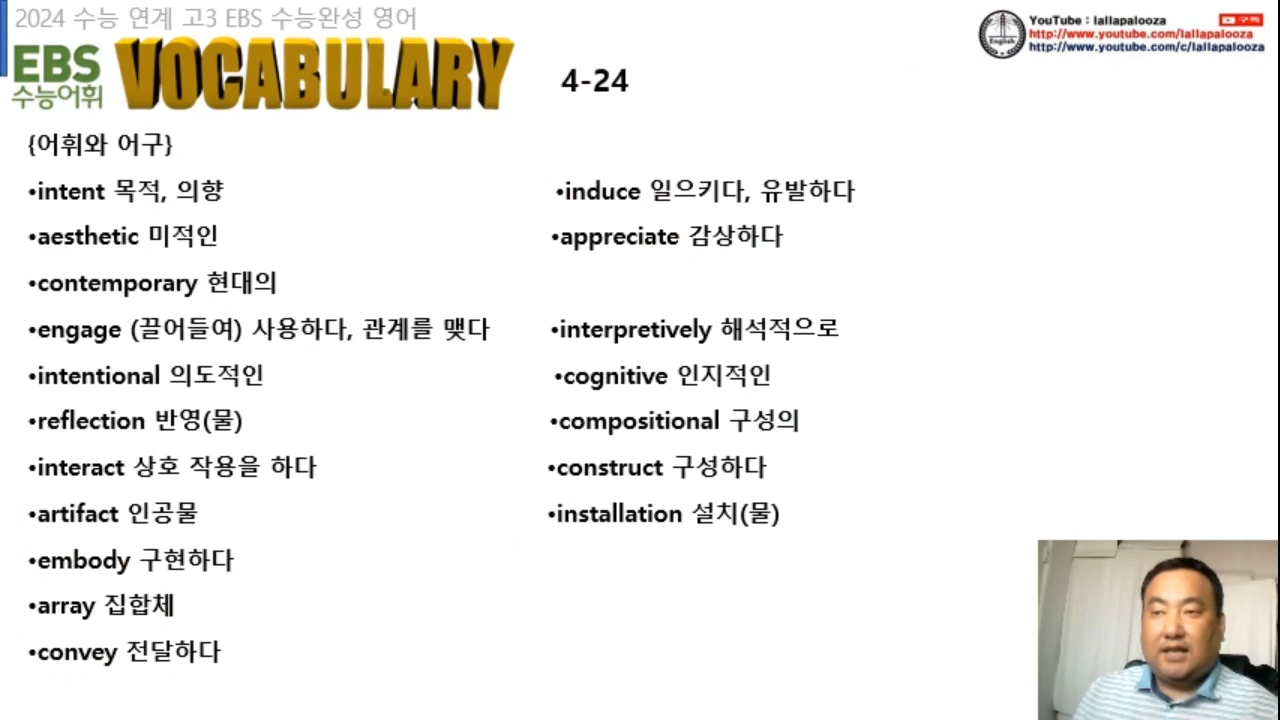 2024 수능 연계 고3 EBS 수능완성 영어
EBS 수능어휘 VOCABULARY
4-24
YouTube : lallapalooza 구독
http://www.youtube.com/lallapalooza
http://www.youtube.com/c/lallapalooza
English
{어휘와 어구}
•intent 목적, 의향
•induce 일으키다, 유발하다
•aesthetic 미적인
•appreciate 감상하다
•contemporary 현대의
•engage (끌어들여) 사용하다, 관계를 맺다
•interpretively 해석적으로
•intentional 의도적인
•cognitive 인지적인
•reflection 반영(물)
•compositional 구성의
•interact 상호 작용을 하다
•construct 구성하다
•artifact 인공물
•installation 설치(물)
•embody 구현하다
•array 집합체
•convey 전달하다